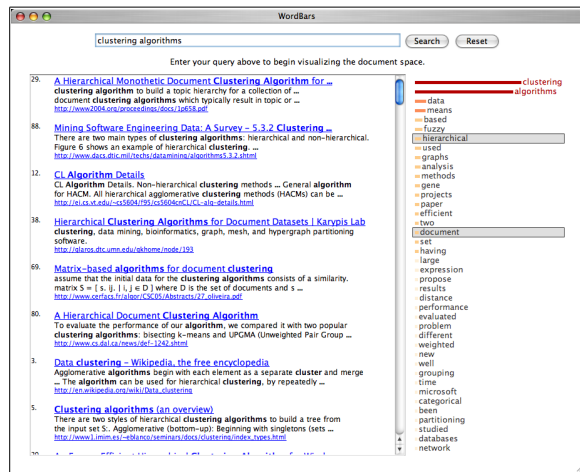 WordBars
clustering algorithms
Search
Reset
Enter your query above to begin visualizing the document space.
29. A Hierarchical Monothetic Document Clustering Algorithm for ...
clustering algorithm to build a topic hierarchy for a collection of ...
document clustering algorithms which typically result in topic or ...
http://www2004.org/proceedings/docs/1p658.pdf
88. Mining Software Engineering Data: A Survey - 5.3.2 Clustering ...
There are two main types of clustering algorithms: hierarchical and non-hierarchical.
Figure 6 shows an example of hierarchical clustering. ...
http://www.dacs.dtic.mil/techs/datamining/algorithms5.3.2.shtml
12. CL Algorithm Details
CL Algorithm Details. Non-hierarchical clustering methods ... General algorithm
for HACM. All hierarchical agglomerative clustering methods (HACMs) can be ...
http://ei.cs.vt.edu/~cs5604/f95/cs5604cnCL/CL-alg-details.html
38. Hierarchical Clustering Algorithms for Document Datasets | Karypis Lab
clustering, data mining, bioinformatics, graph, mesh, and hypergraph partitioning
software.
http://glaros.dtc.umn.edu/gkhome/node/193
69. Matrix-based algorithms for document clustering
assume that the initial data for the clustering algorithms consists of a similarity.
matrix S = [ s. ij. | i, j ∈ D ] where D is the set of documents and s ...
http://www.cerfacs.fr/algor/CSC05/Abstracts/27_oliveira.pdf
80. A Hierarchical Document Clustering Algorithm
To evaluate the performance of our algorithm, we compared it with two popular
clustering algorithms: bisecting k-means and UPGMA (Unweighted Pair Group ...
http://www.cs.dal.ca/news/def-1242.shtml
3. Data clustering - Wikipedia, the free encyclopedia
Agglomerative algorithms begin with each element as a separate cluster and merge
... The algorithm can be used for hierarchical clustering, by repeatedly ...
http://en.wikipedia.org/wiki/Data_clustering
5. Clustering algorithms (an overview)
There are two styles of hierarchical clustering algorithms to build a tree from
the input set S:. Agglomerative (bottom-up): Beginning with singletons (sets ...
http://www1.imim.es/~eblanco/seminars/docs/clustering/index_types.html
clustering
algorithms
data
means
based
fuzzy
hierarchical
used
graphs
analysis
methods
gene
projects
paper
efficient
two
document
set
having
large
expression
propose
results
distance
performance
evaluated
problem
different
weighted
new
well
grouping
time
microsoft
categorical
been
partitioning
studied
databases
network